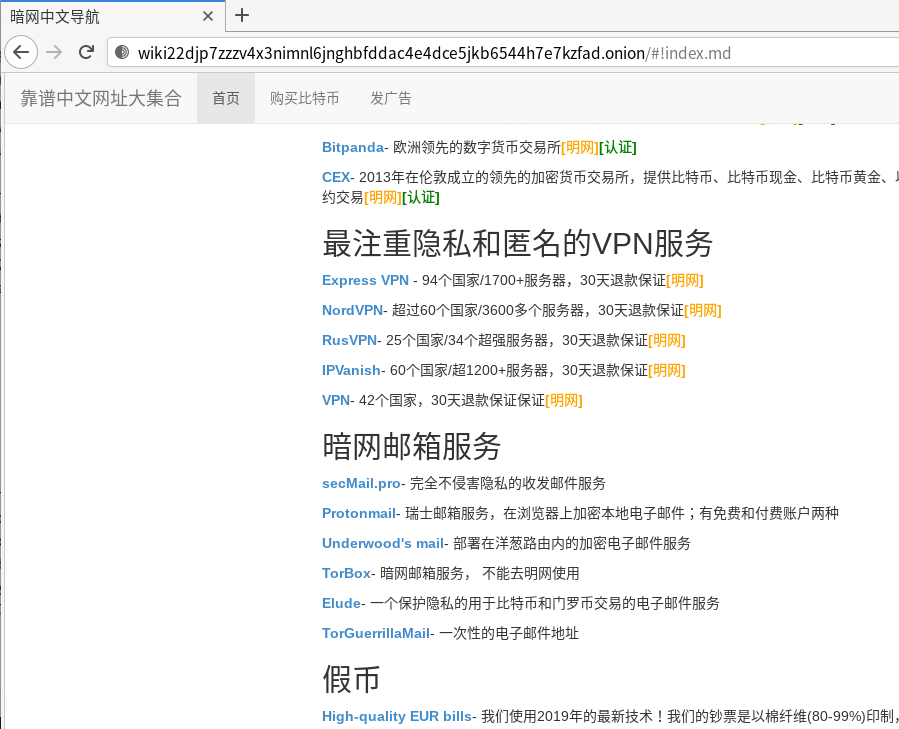 暗网中文导航
wiki22djp7zzzv4x3nimnl6jnghbfddac4e4dce5jkb6544h7e7kzfad.onion/#!index.md
靠谱中文网址大集合 首页 购买比特币 发广告
Bitpanda- 欧洲领先的数字货币交易所[明网][认证]
CEX- 2013年在伦敦成立的领先的加密货币交易所，提供比特币、比特币现金、比特币黄金、
约交易[明网][认证]
最注重隐私和匿名的VPN服务
Express VPN - 94个国家/1700+服务器，30天退款保证[明网]
NordVPN- 超过60个国家/3600多个服务器，30天退款保证[明网]
RusVPN- 25个国家/34个超强服务器，30天退款保证[明网]
IPVanish- 60个国家/超1200+服务器，30天退款保证[明网]
VPN- 42个国家，30天退款保证保证[明网]
暗网邮箱服务
secMail.pro- 完全不侵害隐私的收发邮件服务
Protonmail- 瑞士邮箱服务，在浏览器上加密本地电子邮件；有免费和付费账户两种
Underwood's mail- 部署在洋葱路由内的加密电子邮件服务
TorBox- 暗网邮箱服务， 不能去明网使用
Elude- 一个保护隐私的用于比特币和门罗币交易的电子邮件服务
TorGuerrillaMail- 一次性的电子邮件地址
假币
High-quality EUR bills- 我们使用2019年的最新技术！我们的钞票是以棉纤维(80-99%)印制，